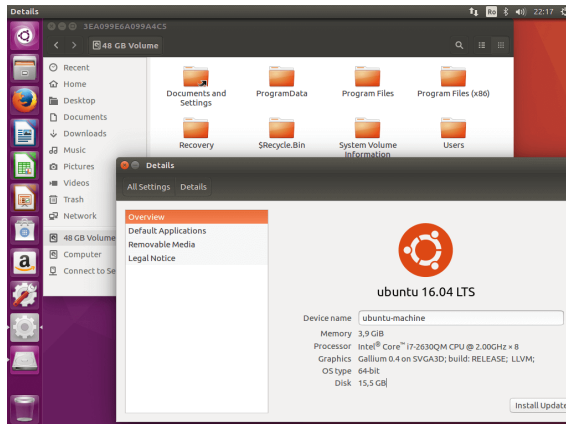 Details
Ro
22:17
3EA099E6A099A4C5
48 GB Volume
Recent
Home
Desktop
Documents
Downloads
Music
Pictures
Videos
Trash
Network
48 GB Volume
Computer
Connect to Se
Documents and
Settings
ProgramData
Program Files
Program Files (x86)
Recovery
$Recycle.Bin
System Volume
Information
Users
Details
All Settings Details
Overview
Default Applications
Removable Media
Legal Notice
ubuntu 16.04 LTS
Device name ubuntu-machine
Memory 3,9 GiB
Processor Intel® Core™ i7-2630QM CPU @ 2.00GHz × 8
Graphics Gallium 0.4 on SVGA3D; build: RELEASE; LLVM;
OS type 64-bit
Disk 15,5 GB
Install Update
a